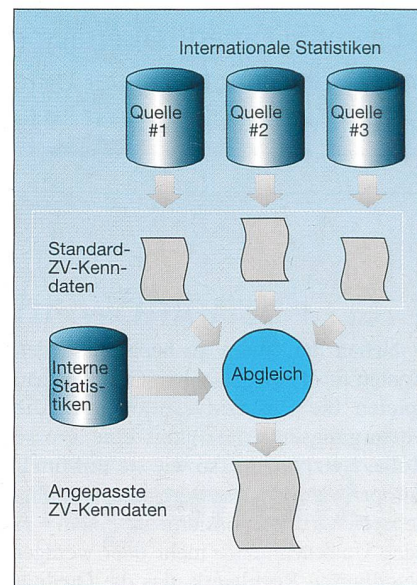 Internationale Statistiken
Quelle
#1
Quelle
#2
Quelle
#3
Standard-
ZV-Kenn-
daten
Interne
Statis-
tiken
Abgleich
Angepasste
ZV-Kenndaten